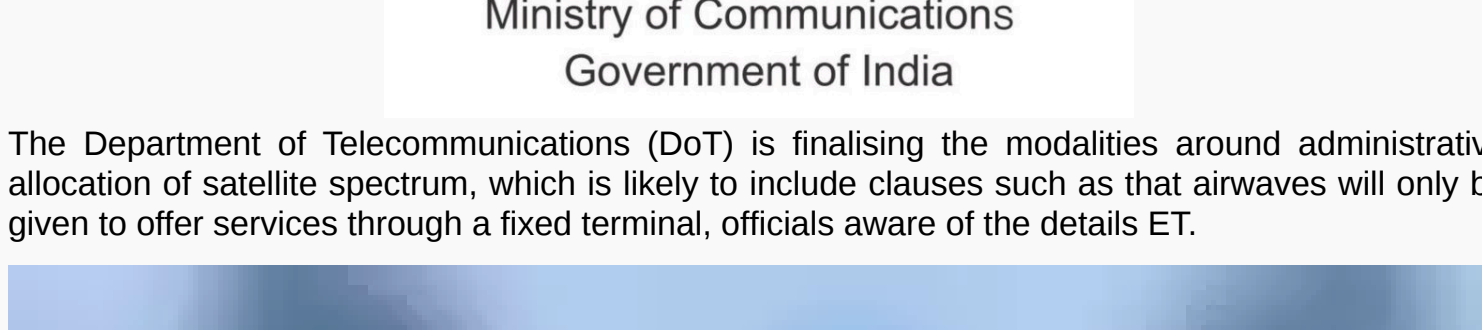 Ministry of Communications
Government of India
The Department of Telecommunications (DoT) is finalising the modalities around administrativ
allocation of satellite spectrum, which is likely to include clauses such as that airwaves will only b
given to offer services through a fixed terminal, officials aware of the details ET.